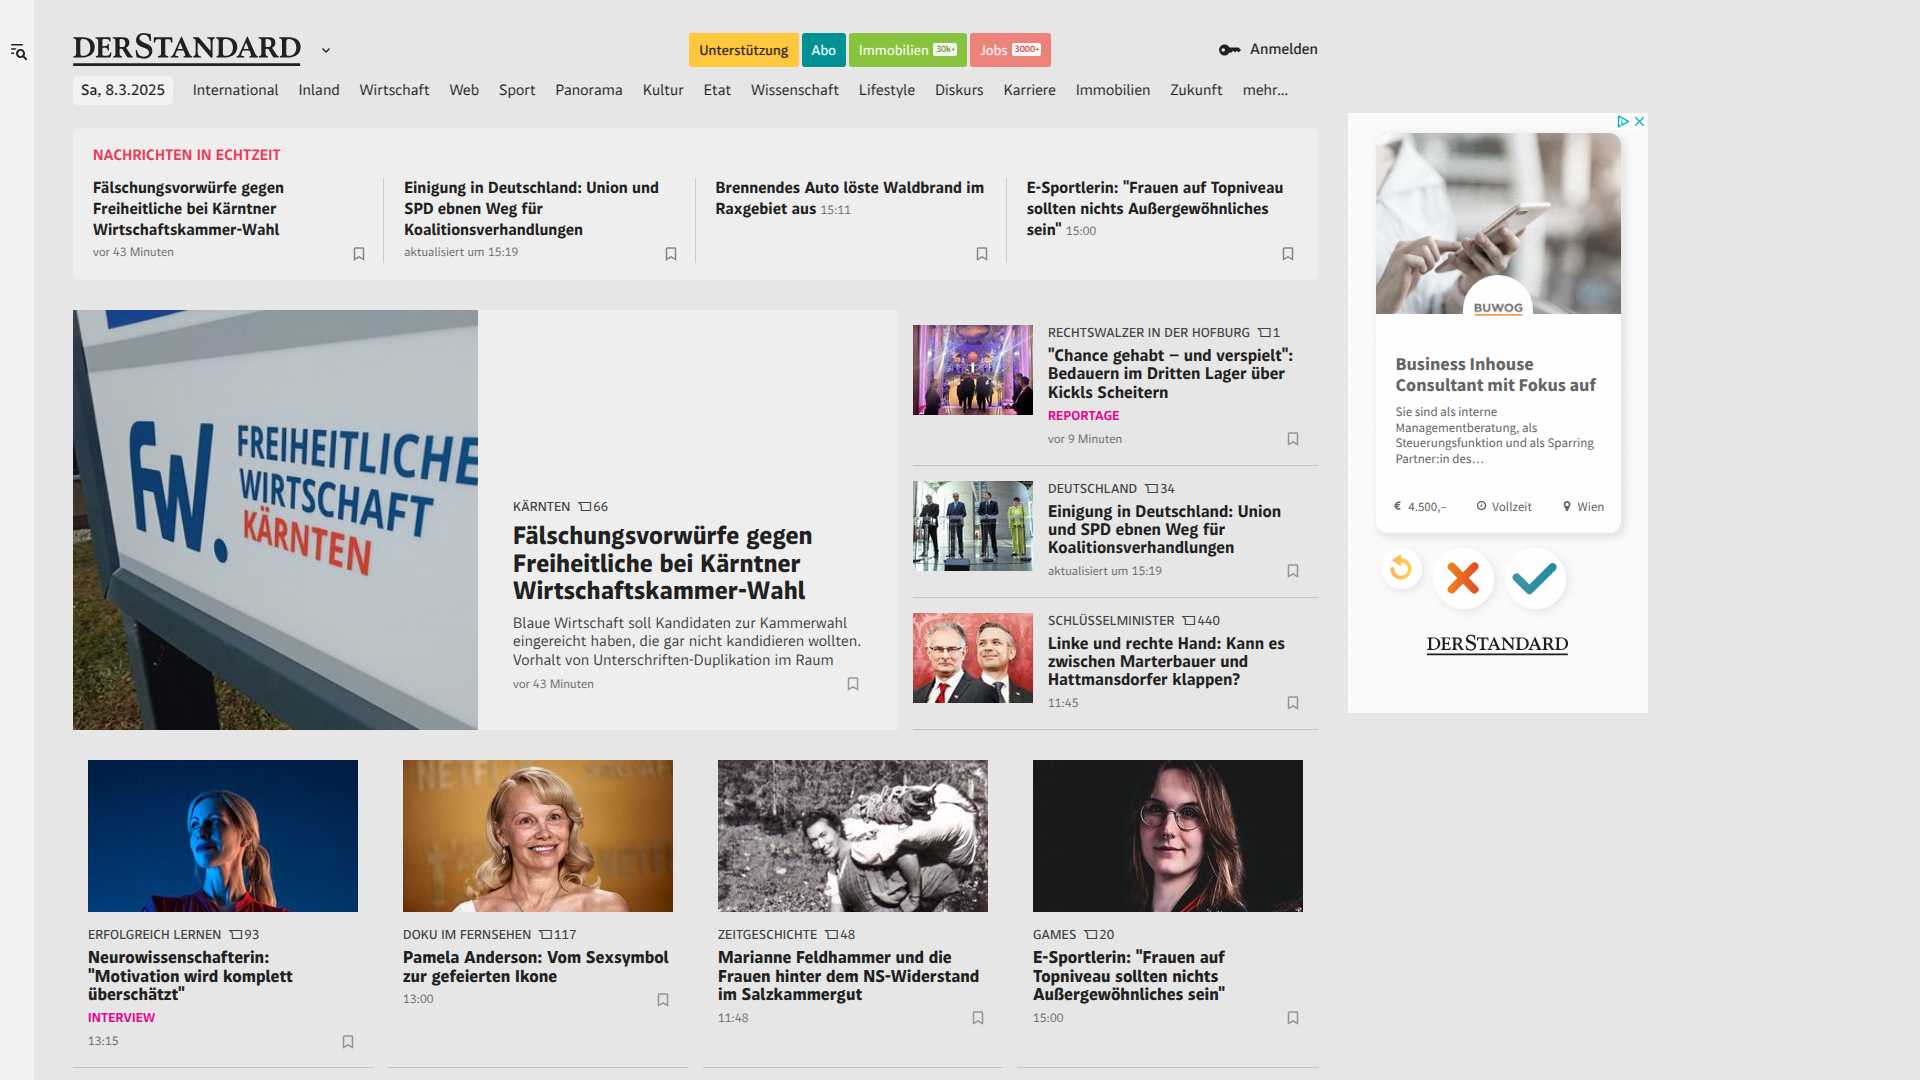 DERSTANDARD
Unterstützung
Abo
Immobilien 30k+
Jobs 3000+
Anmelden
Sa, 8.3.2025
International
Inland
Wirtschaft
Web
Sport
Panorama
Kultur
Etat
Wissenschaft
Lifestyle
Diskurs
Karriere
Immobilien
Zukunft
mehr...
NACHRICHTEN IN ECHTZEIT
Fälschungsvorwürfe gegen
Freiheitliche bei Kärntner
Wirtschaftskammer-Wahl
vor 43 Minuten
Einigung in Deutschland: Union und
SPD ebnen Weg für
Koalitionsverhandlungen
aktualisiert um 15:19
Brennendes Auto löste Waldbrand im
Raxgebiet aus 15:11
E-Sportlerin: "Frauen auf Topniveau
sollten nichts Außergewöhnliches
sein" 15:00
fw.
FREIHEITLICHE
WIRTSCHAFT
KÄRNTEN
KÄRNTEN 66
Fälschungsvorwürfe gegen
Freiheitliche bei Kärntner
Wirtschaftskammer-Wahl
Blaue Wirtschaft soll Kandidaten zur Kammerwahl
eingereicht haben, die gar nicht kandidieren wollten.
Vorhalt von Unterschriften-Duplikation im Raum
vor 43 Minuten
RECHTSWALZER IN DER HOFBURG 1
"Chance gehabt – und verspielt":
Bedauern im Dritten Lager über
Kickls Scheitern
REPORTAGE
vor 9 Minuten
DEUTSCHLAND 34
Einigung in Deutschland: Union
und SPD ebnen Weg für
Koalitionsverhandlungen
aktualisiert um 15:19
SCHLÜSSELMINISTER 440
Linke und rechte Hand: Kann es
zwischen Marterbauer und
Hattmansdorfer klappen?
11:45
BUWOG
Business Inhouse
Consultant mit Fokus auf
Sie sind als interne
Managementberatung, als
Steuerungsfunktion und als Sparring
Partner:in des…
€ 4.500,–
Vollzeit
Wien
DERSTANDARD
ERFOLGREICH LERNEN 93
Neurowissenschafterin:
"Motivation wird komplett
überschätzt"
INTERVIEW
13:15
NETFLIX
DOKU IM FERNSEHEN 117
Pamela Anderson: Vom Sexsymbol
zur gefeierten Ikone
13:00
ZEITGESCHICHTE 48
Marianne Feldhammer und die
Frauen hinter dem NS-Widerstand
im Salzkammergut
11:48
GAMES 20
E-Sportlerin: "Frauen auf
Topniveau sollten nichts
Außergewöhnliches sein"
15:00